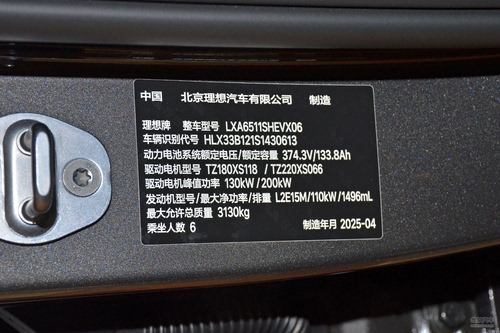 中国 北京理想汽车有限公司 制造
理想牌 整车型号 LXA6511SHEVX06
车辆识别代号 HLX33B121S1430613
动力电池系统额定电压/额定容量 374.3V/133.8Ah
驱动电机型号 TZ180XS118 / TZ220XS066
驱动电机峰值功率 130kW / 200kW
发动机型号/最大净功率/排量 L2E15M/110kW/1496mL
最大允许总质量 3130kg
乘坐人数 6 制造年月 2025-04